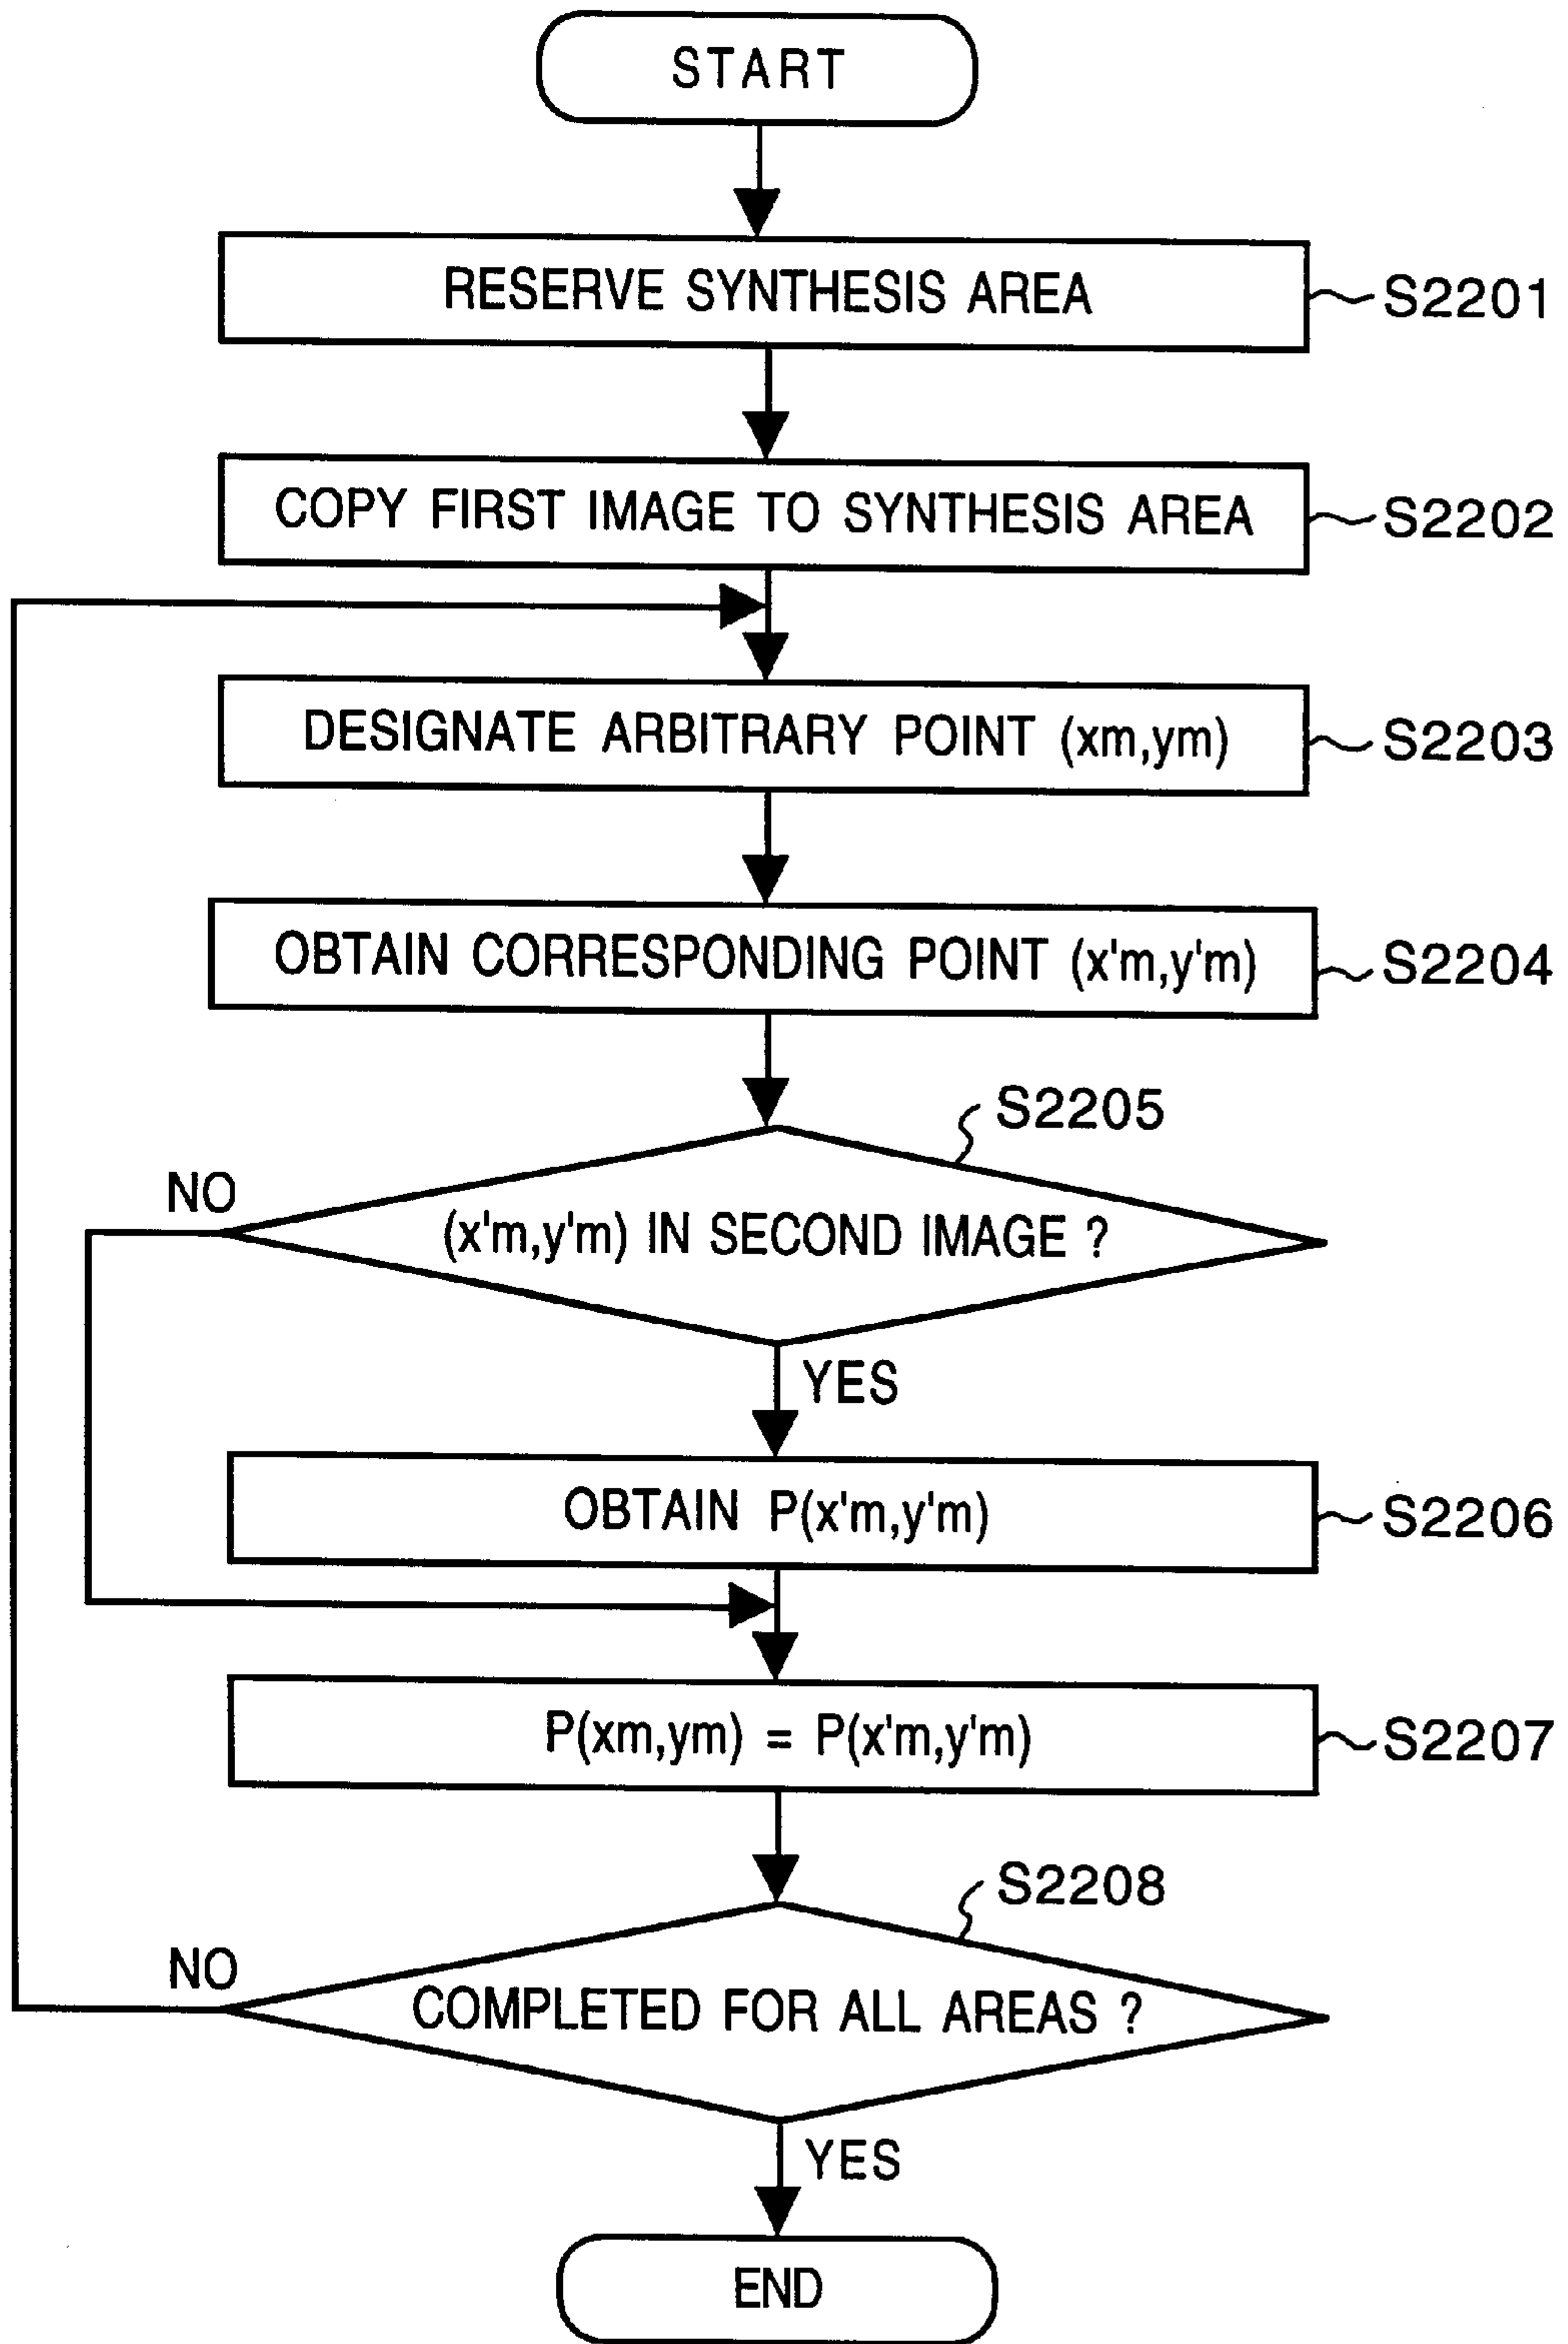 START
RESERVE SYNTHESIS AREA
S2201
COPY FIRST IMAGE TO SYNTHESIS AREA
S2202
DESIGNATE ARBITRARY POINT (xm,ym)
S2203
OBTAIN CORRESPONDING POINT (x'm,y'm)
S2204
S2205
NO
(x'm,y'm) IN SECOND IMAGE ?
YES
OBTAIN P(x'm,y'm)
S2206
P(xm,ym) = P(x'm,y'm)
S2207
S2208
NO
COMPLETED FOR ALL AREAS ?
YES
END